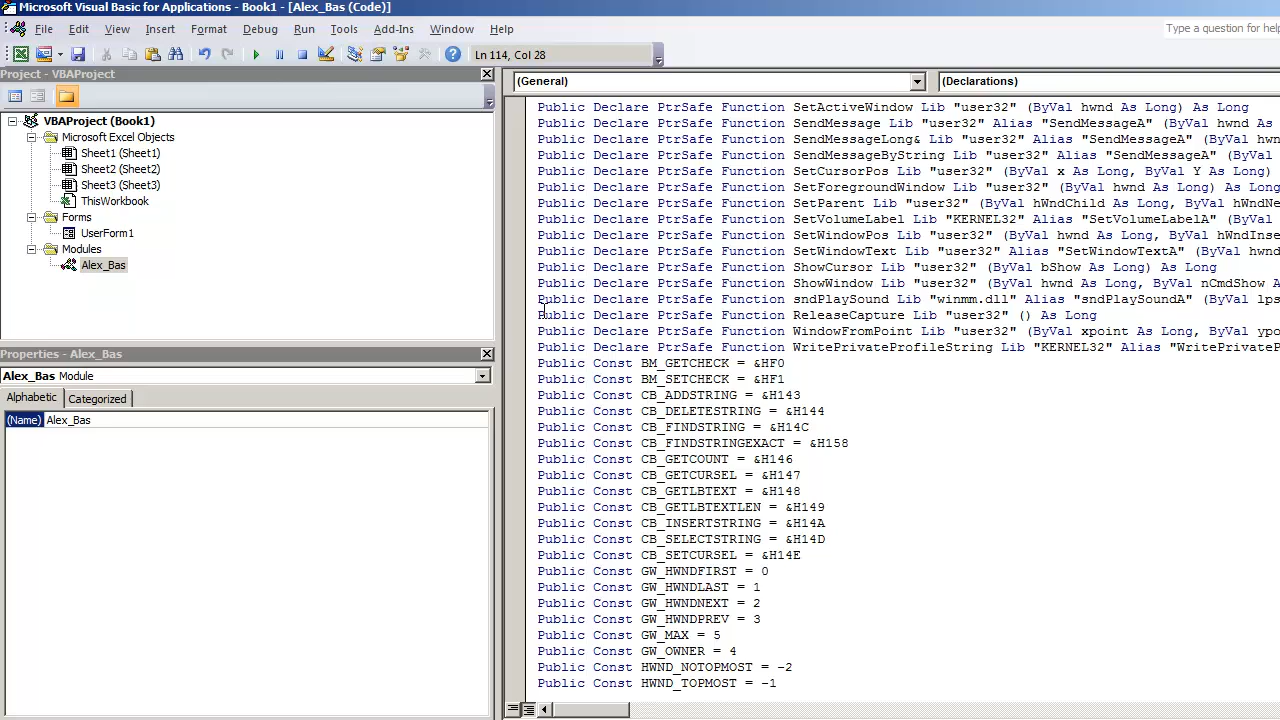 Microsoft Visual Basic for Applications - Book1 - [Alex_Bas (Code)]
File Edit View Insert Format Debug Run Tools Add-Ins Window Help
Type a question for help
Ln 114, Col 28
Project - VBAProject
VBAProject (Book1)
Microsoft Excel Objects
Sheet1 (Sheet1)
Sheet2 (Sheet2)
Sheet3 (Sheet3)
ThisWorkbook
Forms
UserForm1
Modules
Alex_Bas
Properties - Alex_Bas
Alex_Bas Module
Alphabetic Categorized
(Name) Alex_Bas
(General) (Declarations)
Public Declare PtrSafe Function SetActiveWindow Lib "user32" (ByVal hwnd As Long) As Long
Public Declare PtrSafe Function SendMessage Lib "user32" Alias "SendMessageA" (ByVal hwnd As
Public Declare PtrSafe Function SendMessageLong& Lib "user32" Alias "SendMessageA" (ByVal hwn
Public Declare PtrSafe Function SendMessageByString Lib "user32" Alias "SendMessageA" (ByVal
Public Declare PtrSafe Function SetCursorPos Lib "user32" (ByVal x As Long, ByVal Y As Long)
Public Declare PtrSafe Function SetForegroundWindow Lib "user32" (ByVal hwnd As Long) As Long
Public Declare PtrSafe Function SetParent Lib "user32" (ByVal hWndChild As Long, ByVal hWndNe
Public Declare PtrSafe Function SetVolumeLabel Lib "KERNEL32" Alias "SetVolumeLabelA" (ByVal
Public Declare PtrSafe Function SetWindowPos Lib "user32" (ByVal hwnd As Long, ByVal hWndInse
Public Declare PtrSafe Function SetWindowText Lib "user32" Alias "SetWindowTextA" (ByVal hwnd
Public Declare PtrSafe Function ShowCursor Lib "user32" (ByVal bShow As Long) As Long
Public Declare PtrSafe Function ShowWindow Lib "user32" (ByVal hwnd As Long, ByVal nCmdShow A
Public Declare PtrSafe Function sndPlaySound Lib "winmm.dll" Alias "sndPlaySoundA" (ByVal lps
Public Declare PtrSafe Function ReleaseCapture Lib "user32" () As Long
Public Declare PtrSafe Function WindowFromPoint Lib "user32" (ByVal xpoint As Long, ByVal ypo
Public Declare PtrSafe Function WritePrivateProfileString Lib "KERNEL32" Alias "WritePrivateP
Public Const BM_GETCHECK = &HF0
Public Const BM_SETCHECK = &HF1
Public Const CB_ADDSTRING = &H143
Public Const CB_DELETESTRING = &H144
Public Const CB_FINDSTRING = &H14C
Public Const CB_FINDSTRINGEXACT = &H158
Public Const CB_GETCOUNT = &H146
Public Const CB_GETCURSEL = &H147
Public Const CB_GETLBTEXT = &H148
Public Const CB_GETLBTEXTLEN = &H149
Public Const CB_INSERTSTRING = &H14A
Public Const CB_SELECTSTRING = &H14D
Public Const CB_SETCURSEL = &H14E
Public Const GW_HWNDFIRST = 0
Public Const GW_HWNDLAST = 1
Public Const GW_HWNDNEXT = 2
Public Const GW_HWNDPREV = 3
Public Const GW_MAX = 5
Public Const GW_OWNER = 4
Public Const HWND_NOTOPMOST = -2
Public Const HWND_TOPMOST = -1